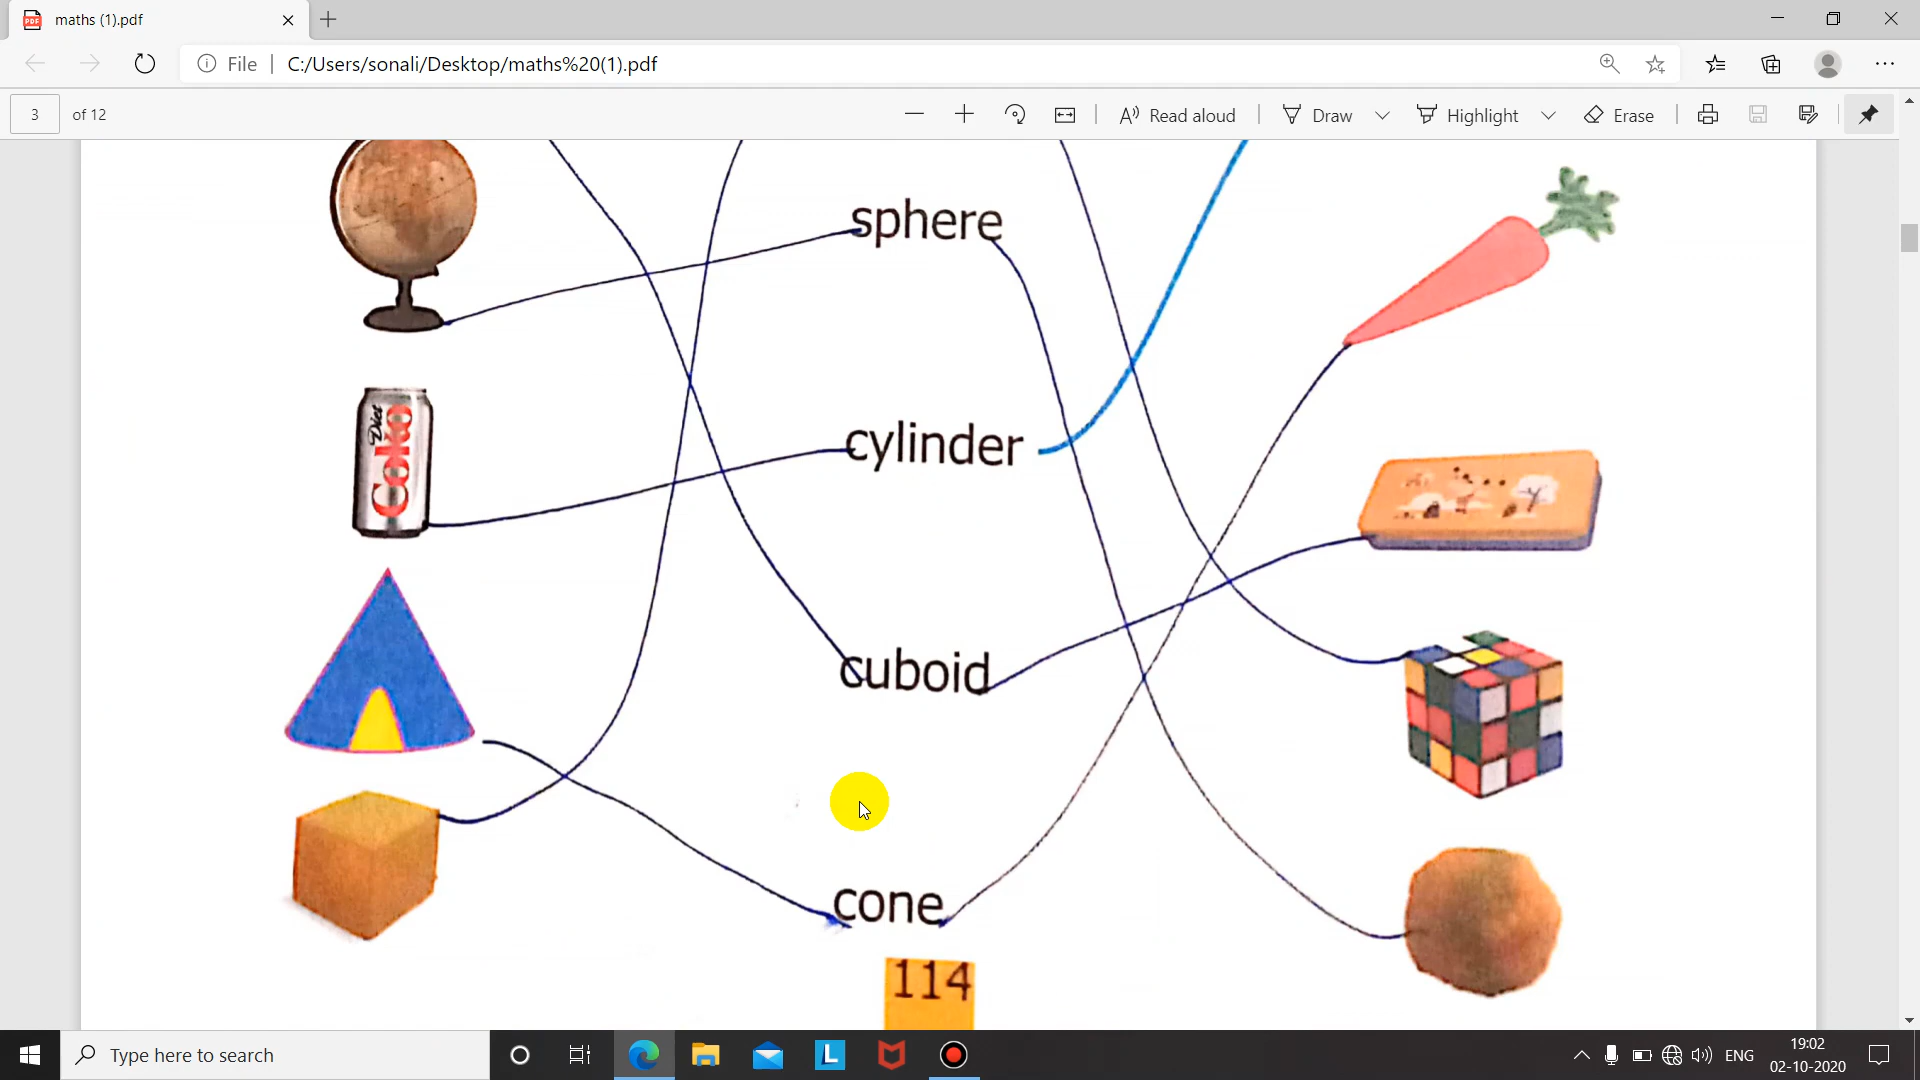 maths (1).pdf
File
C:/Users/sonali/Desktop/maths%20(1).pdf
3 of 12
Read aloud
Draw
Highlight
Erase
sphere
Diet Coke
cylinder
cuboid
cone
114
Type here to search
L
ENG
19:02
02-10-2020